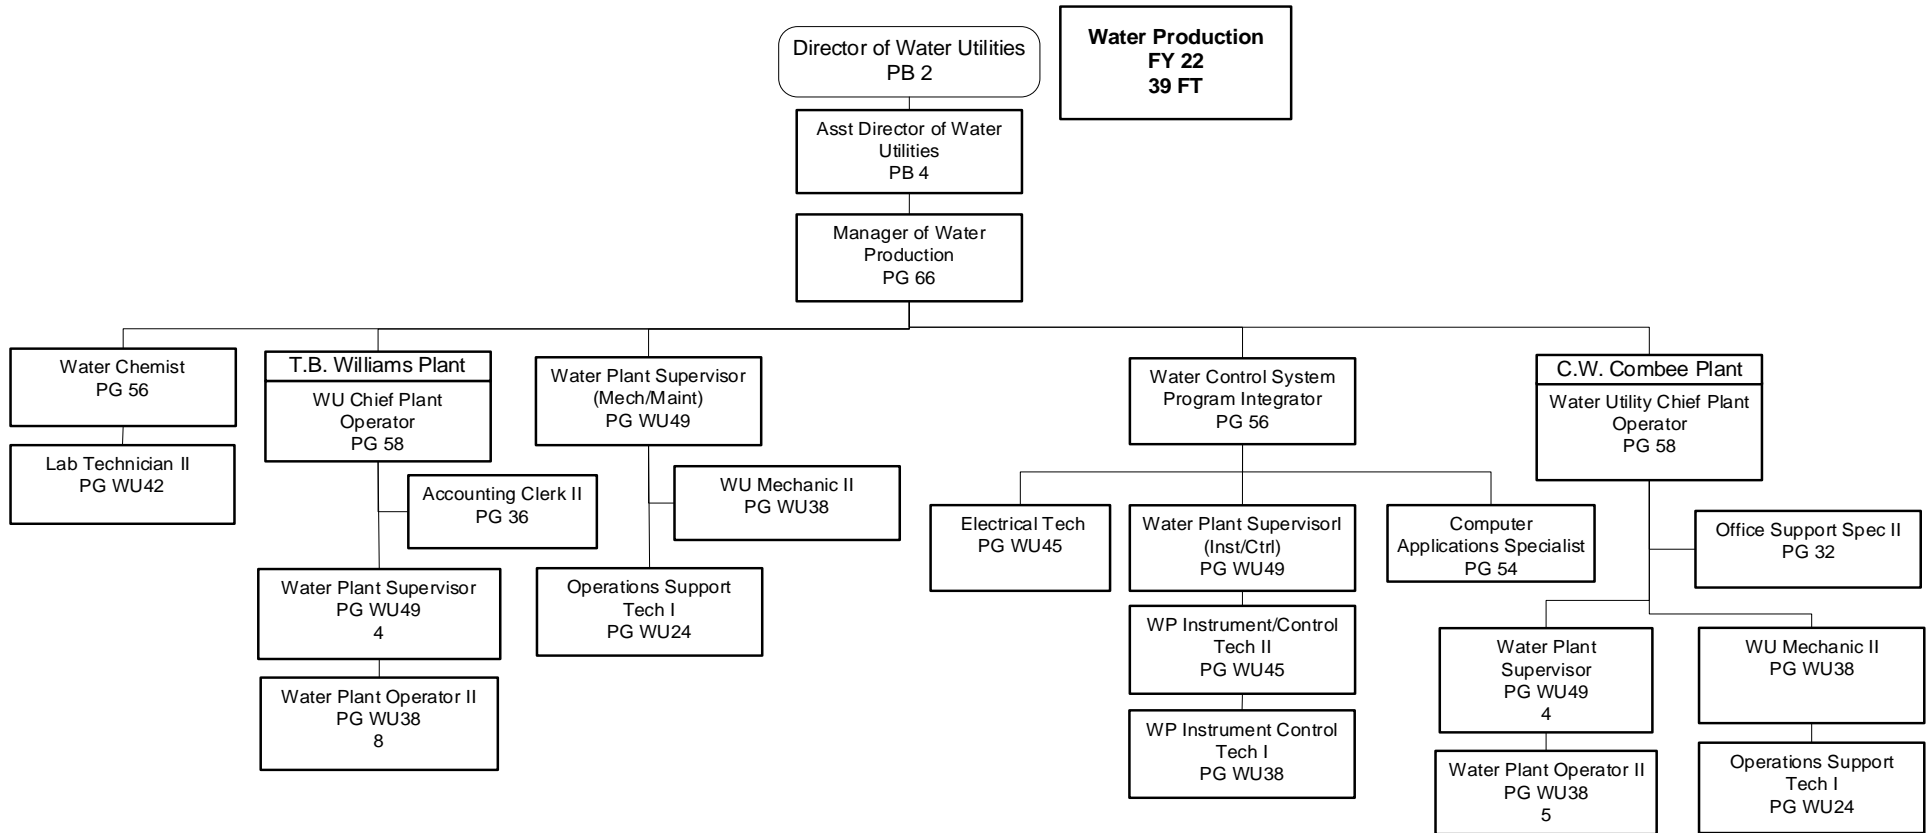 Director of Water Utilities
PB 2
Water Production
FY 22
39 FT
Asst Director of Water
Utilities
PB 4
Manager of Water
Production
PG 66
Water Chemist
PG 56
Lab Technician II
PG WU42
T.B. Williams Plant
WU Chief Plant
Operator
PG 58
Accounting Clerk II
PG 36
Water Plant Supervisor
PG WU49
4
Water Plant Operator II
PG WU38
8
Water Plant Supervisor
(Mech/Maint)
PG WU49
WU Mechanic II
PG WU38
Operations Support
Tech I
PG WU24
Water Control System
Program Integrator
PG 56
Electrical Tech
PG WU45
Water Plant SupervisorI
(Inst/Ctrl)
PG WU49
Computer
Applications Specialist
PG 54
WP Instrument/Control
Tech II
PG WU45
WP Instrument Control
Tech I
PG WU38
C.W. Combee Plant
Water Utility Chief Plant
Operator
PG 58
Office Support Spec II
PG 32
Water Plant
Supervisor
PG WU49
4
Water Plant Operator II
PG WU38
5
WU Mechanic II
PG WU38
Operations Support
Tech I
PG WU24